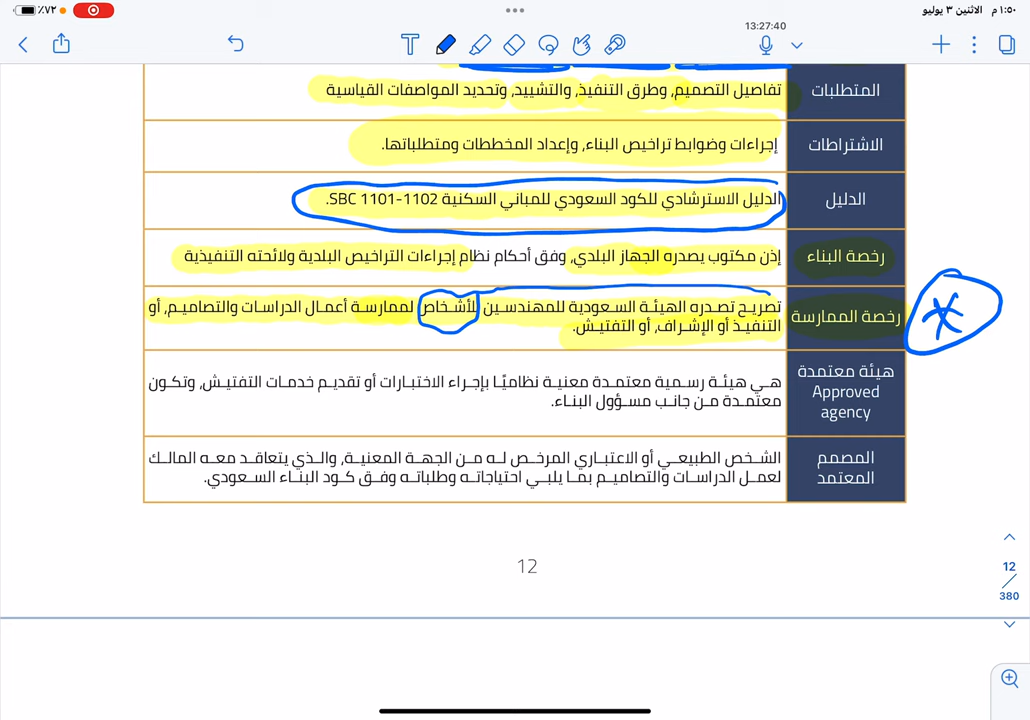 ١:٥٠ م الاثنين ٣ يوليو
٧٢٪
13:27:40
المتطلبات
تفاصيل التصميم، وطرق التنفيذ، والتشييد، وتحديد المواصفات القياسية
الاشتراطات
إجراءات وضوابط تراخيص البناء، وإعداد المخططات ومتطلباتها.
الدليل
الدليل الاسترشادي للكود السعودي للمباني السكنية SBC 1101-1102.
رخصة البناء
إذن مكتوب يصدره الجهاز البلدي، وفق أحكام نظام إجراءات التراخيص البلدية ولائحته التنفيذية
رخصة الممارسة
تصريح تصدره الهيئة السعودية للمهندسين للأشخاص لممارسة أعمال الدراسات والتصاميم، أو
التنفيذ أو الإشراف، أو التفتيش.
هيئة معتمدة
Approved
agency
هي هيئة رسمية معتمدة معنية نظاميًا بإجراء الاختبارات أو تقديم خدمات التفتيش، وتكون
معتمدة من جانب مسؤول البناء.
المصمم
المعتمد
الشخص الطبيعي أو الاعتباري المرخص له من الجهة المعنية، والذي يتعاقد معه المالك
لعمل الدراسات والتصاميم بما يلبي احتياجاته وطلباته وفق كود البناء السعودي.
12
12
380